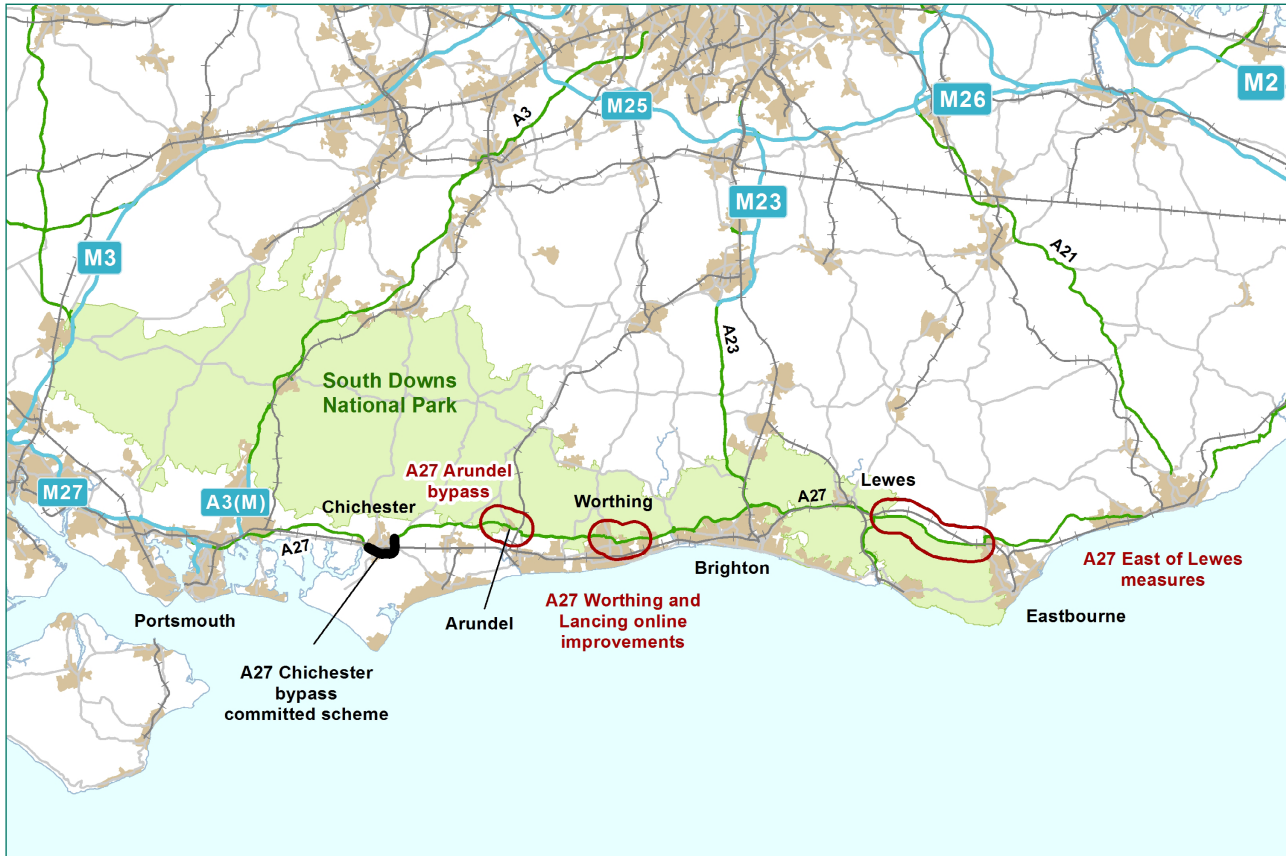 M2
M26
M25
A3
M23
M3
A21
A23
South Downs
National Park
A27 Arundel
bypass
Worthing
Lewes
M27
A3(M)
Chichester
A27
A27
Brighton
A27 East of Lewes
measures
A27 Worthing and
Lancing online
improvements
Portsmouth
Arundel
Eastbourne
A27 Chichester
bypass
committed scheme